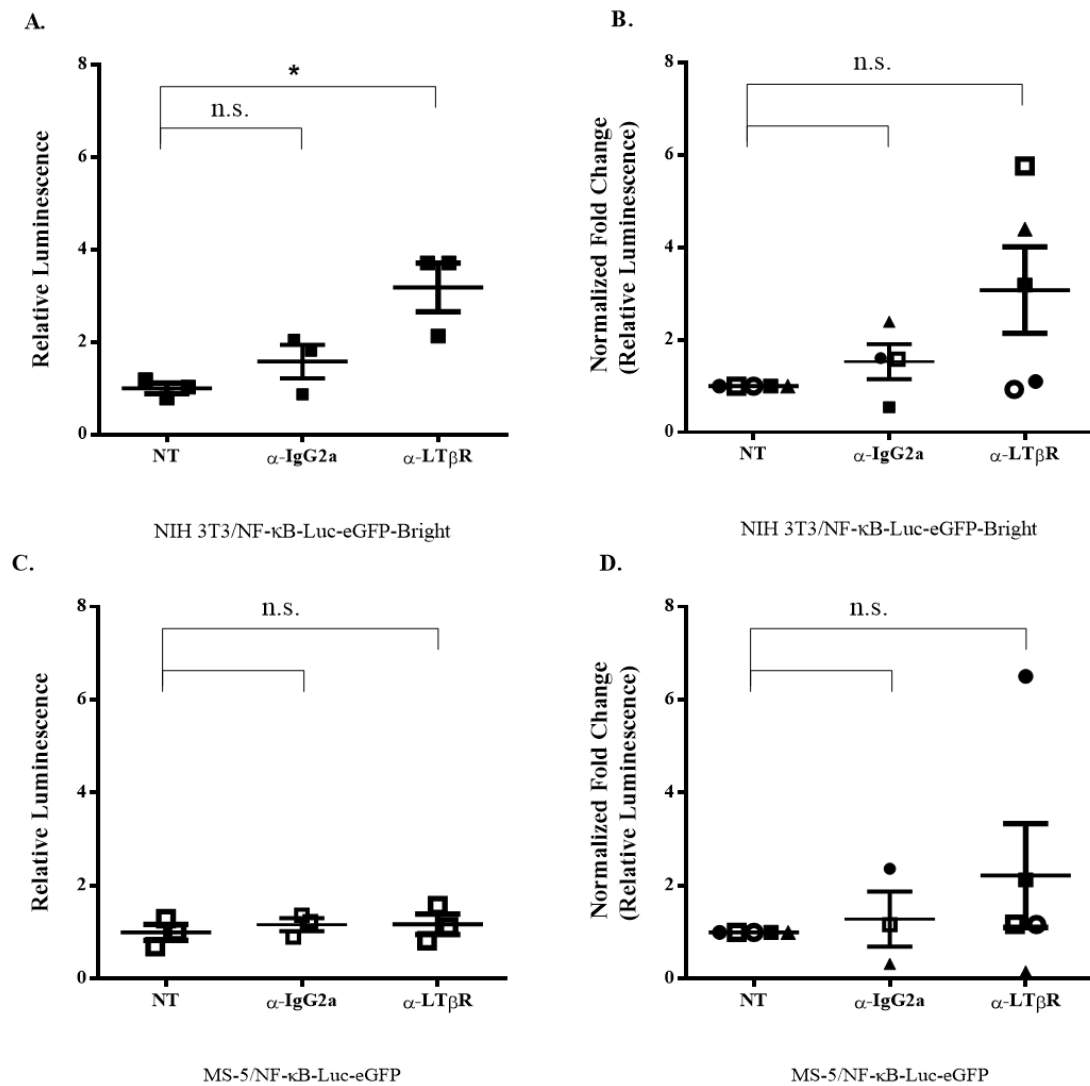 A.
8
6
4
2
0
Relative Luminescence
*
n.s.
NT
α-IgG2a
α-LTβR
NIH 3T3/NF-κB-Luc-eGFP-Bright
B.
8
6
4
2
0
Normalized Fold Change
(Relative Luminescence)
n.s.
NT
α-IgG2a
α-LTβR
NIH 3T3/NF-κB-Luc-eGFP-Bright
C.
8
6
4
2
0
Relative Luminescence
n.s.
NT
α-IgG2a
α-LTβR
MS-5/NF-κB-Luc-eGFP
D.
8
6
4
2
0
Normalized Fold Change
(Relative Luminescence)
n.s.
NT
α-IgG2a
α-LTβR
MS-5/NF-κB-Luc-eGFP